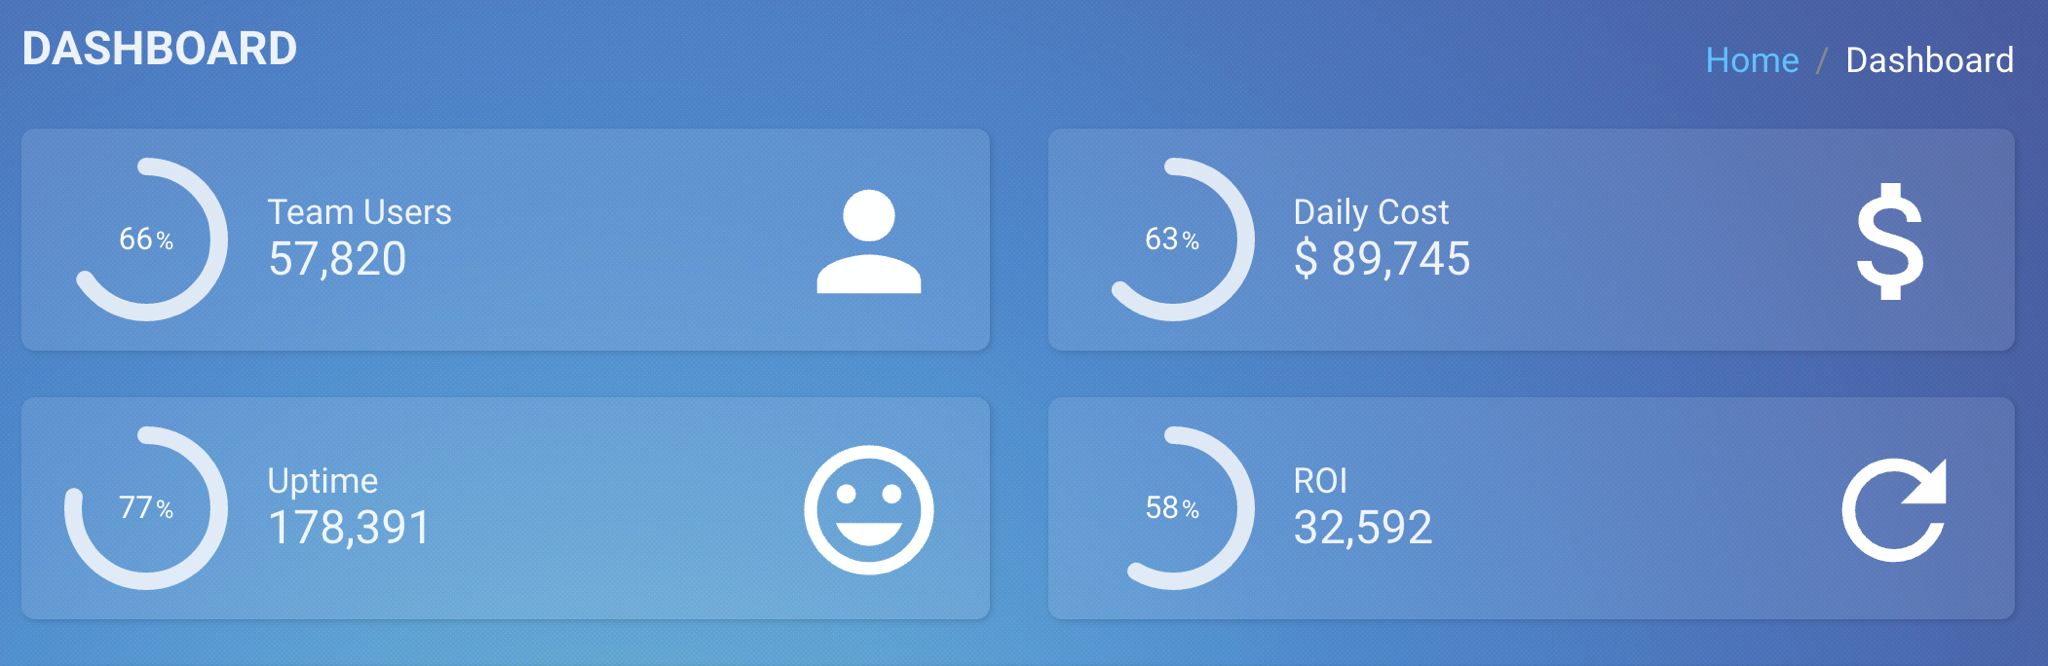 DASHBOARD
Home / Dashboard
66%
Team Users
57,820
63%
Daily Cost
$ 89,745
77%
Uptime
178,391
58%
ROI
32,592